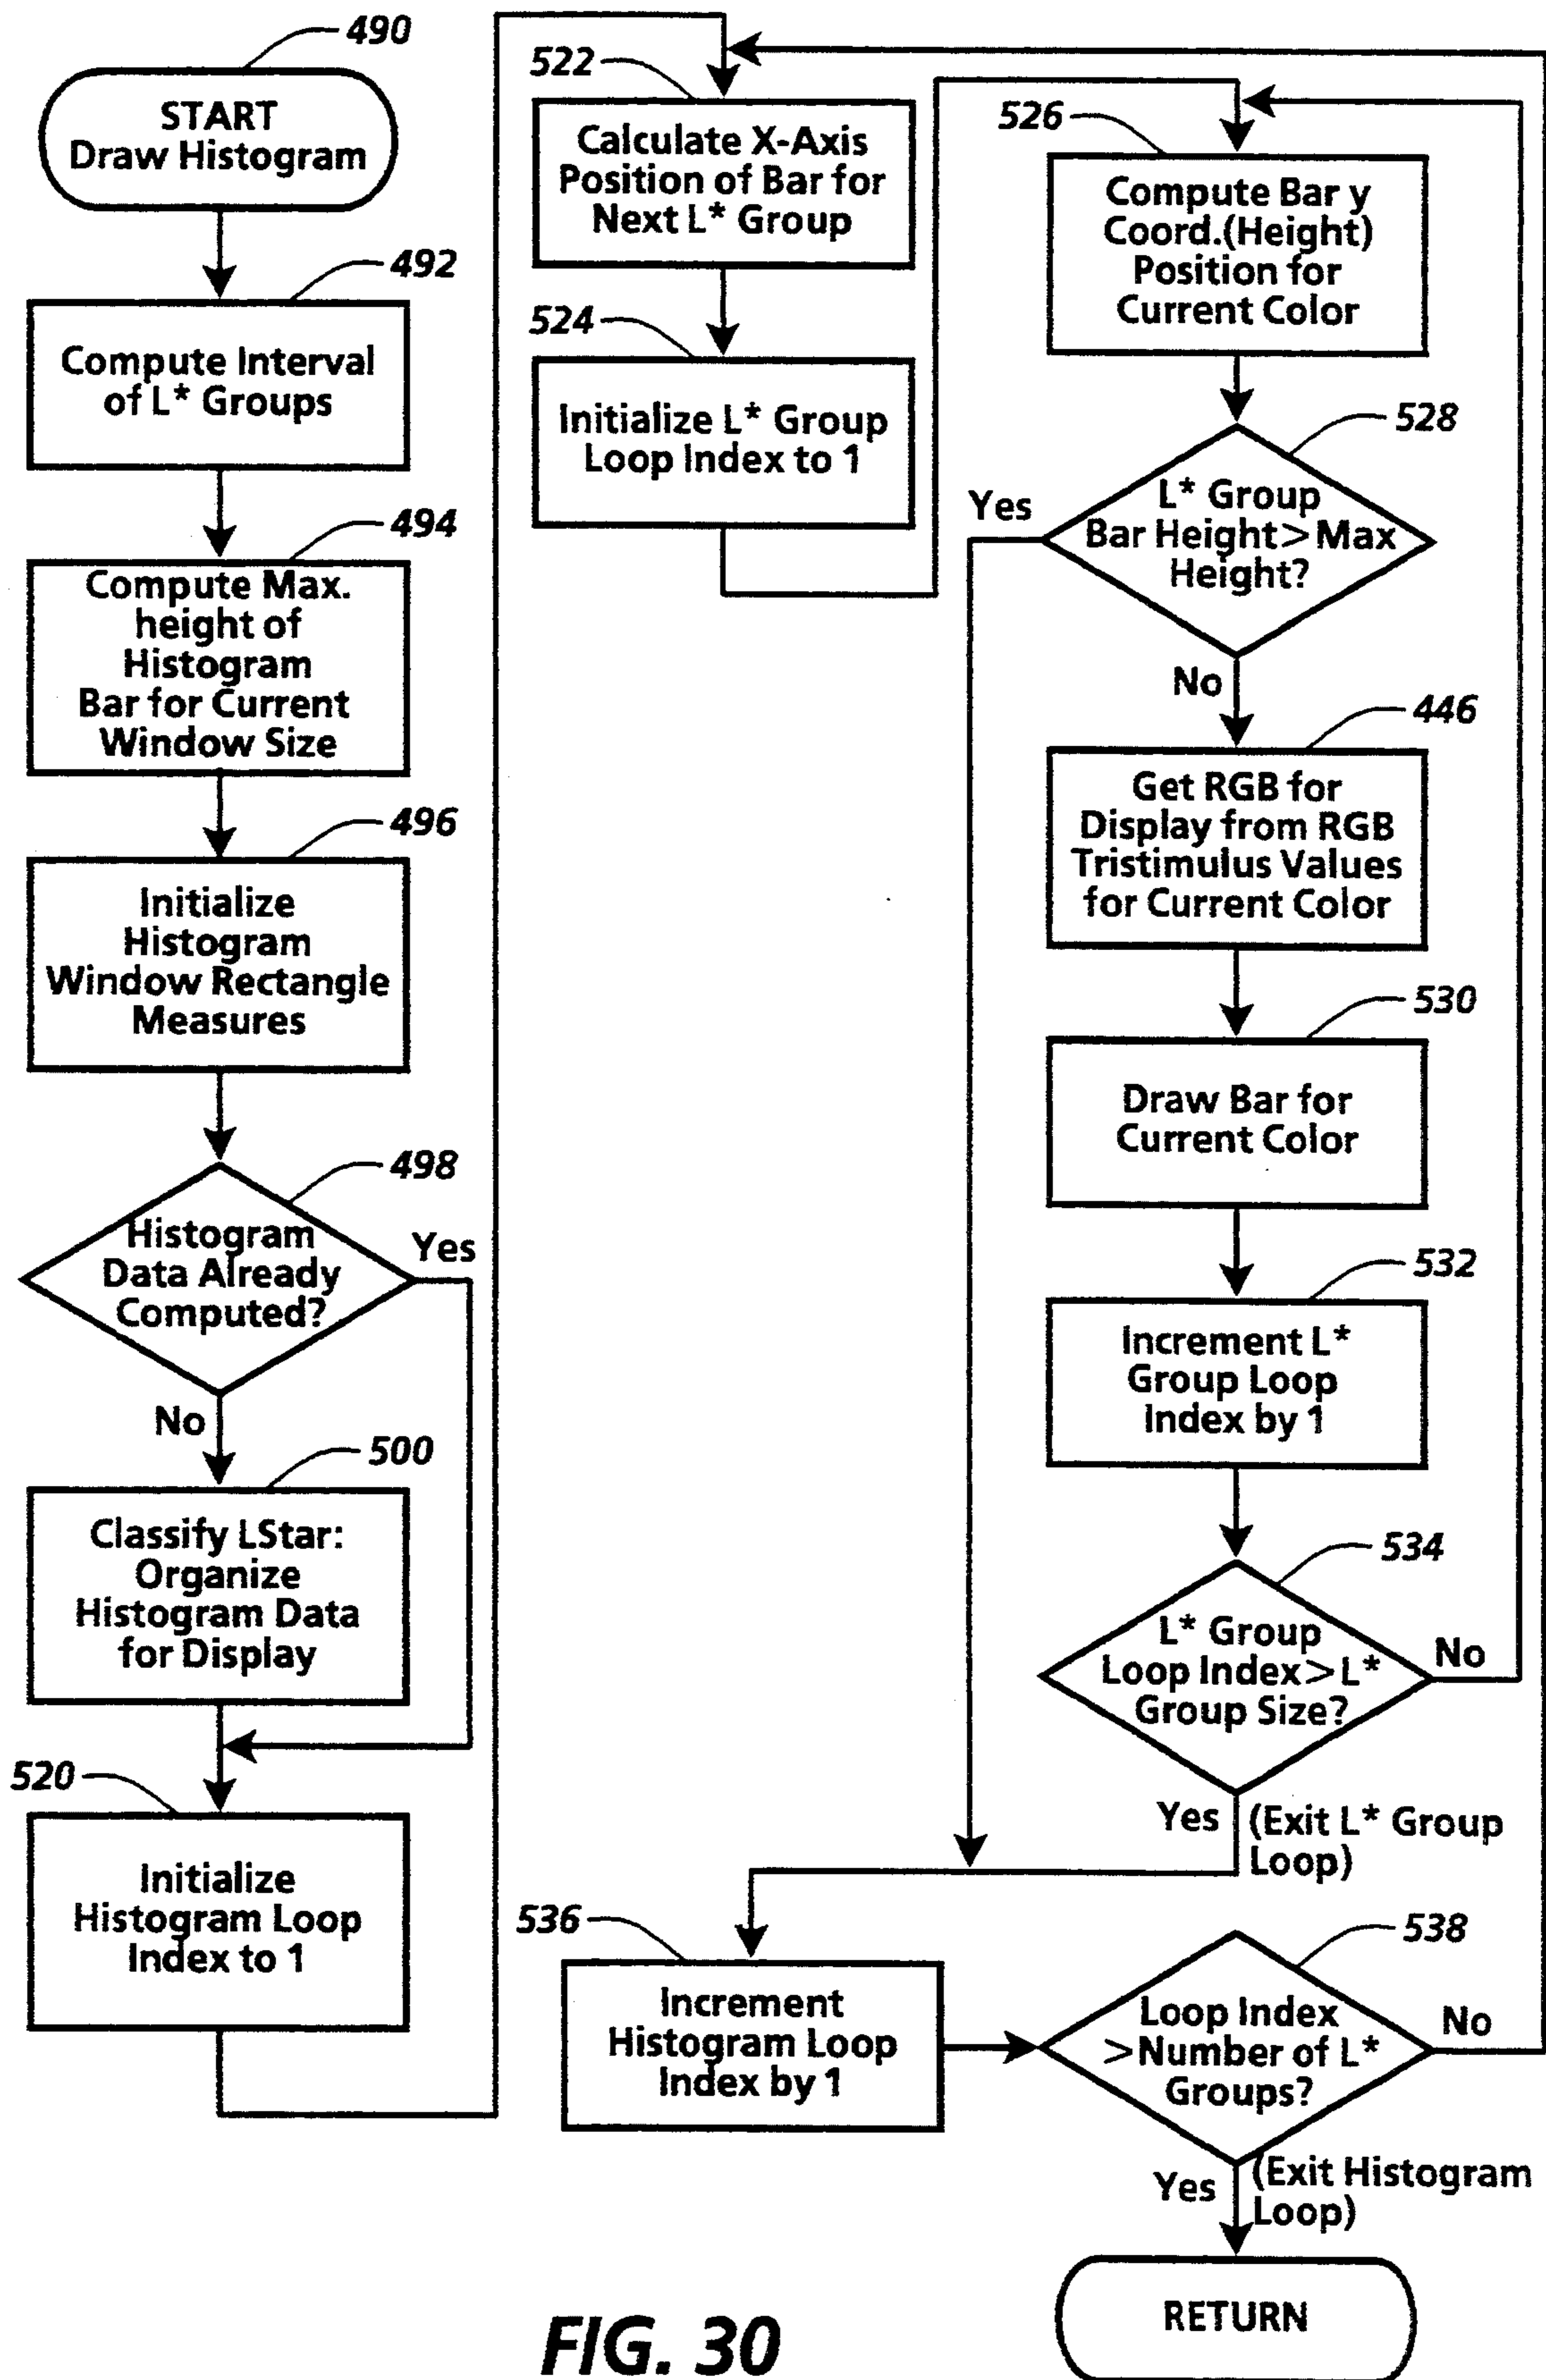 490
START
Draw Histogram
492
Compute Interval
of L* Groups
494
Compute Max.
height of
Histogram
Bar for Current
Window Size
496
Initialize
Histogram
Window Rectangle
Measures
498
Histogram
Data Already
Computed?
Yes
No
500
Classify LStar:
Organize
Histogram Data
for Display
520
Initialize
Histogram Loop
Index to 1
522
Calculate X-Axis
Position of Bar for
Next L* Group
524
Initialize L* Group
Loop Index to 1
526
Compute Bar y
Coord.(Height)
Position for
Current Color
528
L* Group
Bar Height>Max
Height?
Yes
No
446
Get RGB for
Display from RGB
Tristimulus Values
for Current Color
530
Draw Bar for
Current Color
532
Increment L*
Group Loop
Index by 1
534
L* Group
Loop Index>L*
Group Size?
No
Yes
(Exit L* Group
Loop)
536
Increment
Histogram Loop
Index by 1
538
Loop Index
>Number of L*
Groups?
No
Yes
(Exit Histogram
Loop)
RETURN
FIG. 30